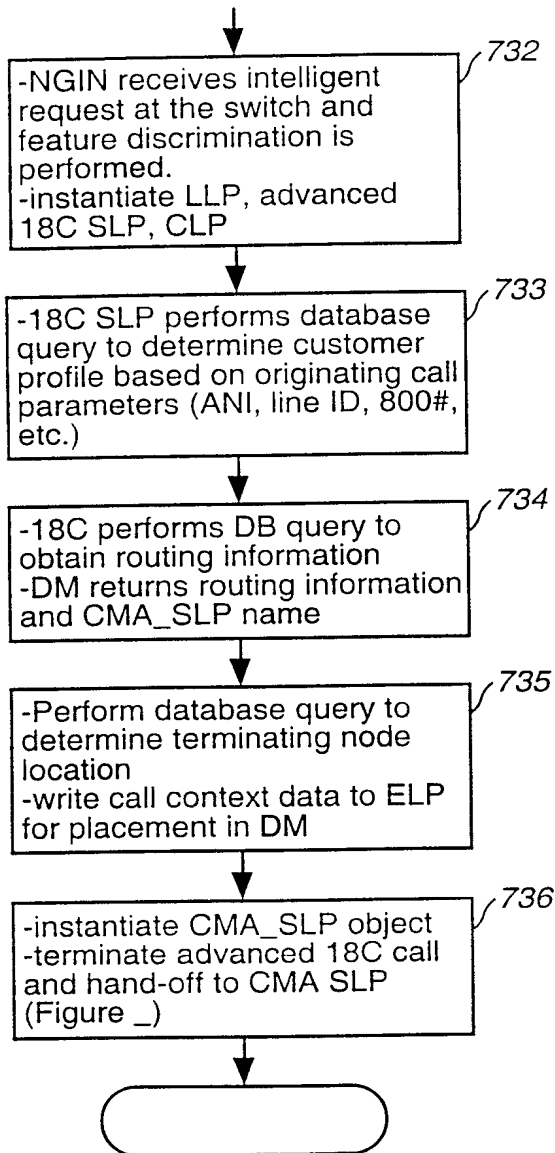 732
-NGIN receives intelligent
request at the switch and
feature discrimination is
performed.
-instantiate LLP, advanced
18C SLP, CLP
733
-18C SLP performs database
query to determine customer
profile based on originating call
parameters (ANI, line ID, 800#,
etc.)
734
-18C performs DB query to
obtain routing information
-DM returns routing information
and CMA_SLP name
735
-Perform database query to
determine terminating node
location
-write call context data to ELP
for placement in DM
736
-instantiate CMA_SLP object
-terminate advanced 18C call
and hand-off to CMA SLP
(Figure _)